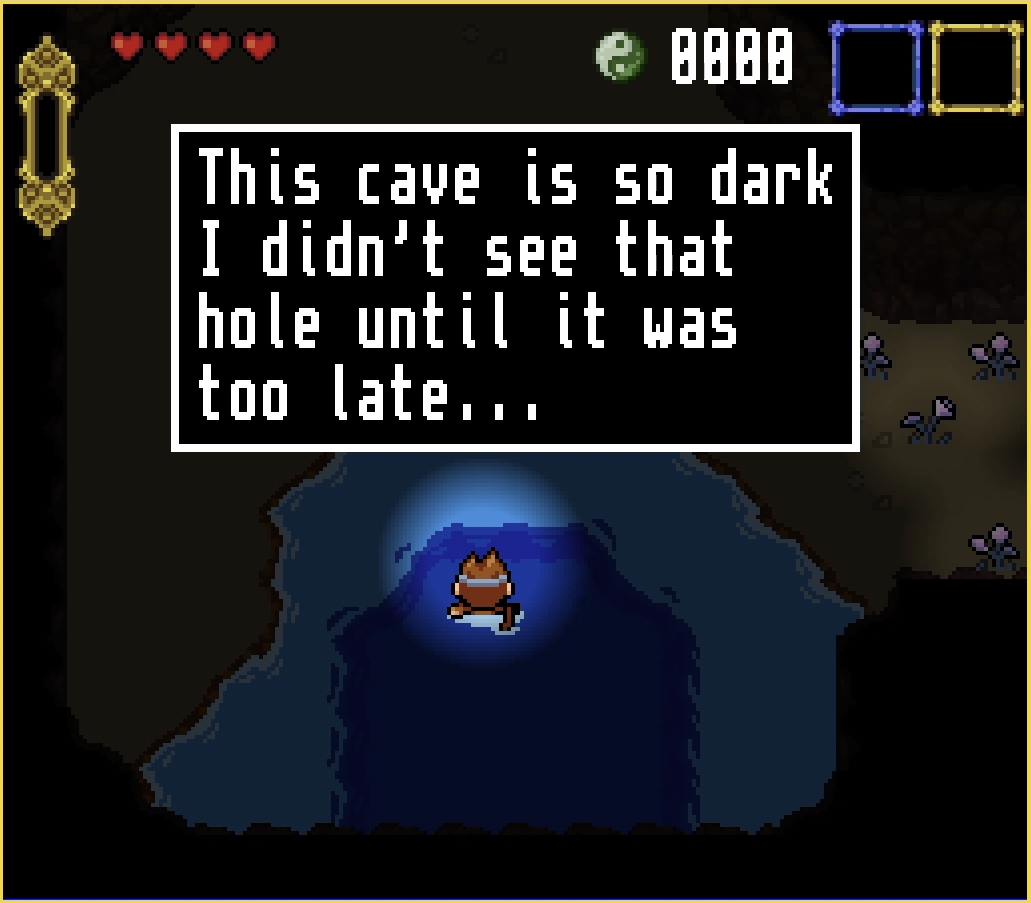 0000
This cave is so dark
I didn't see that
hole until it was
too late...